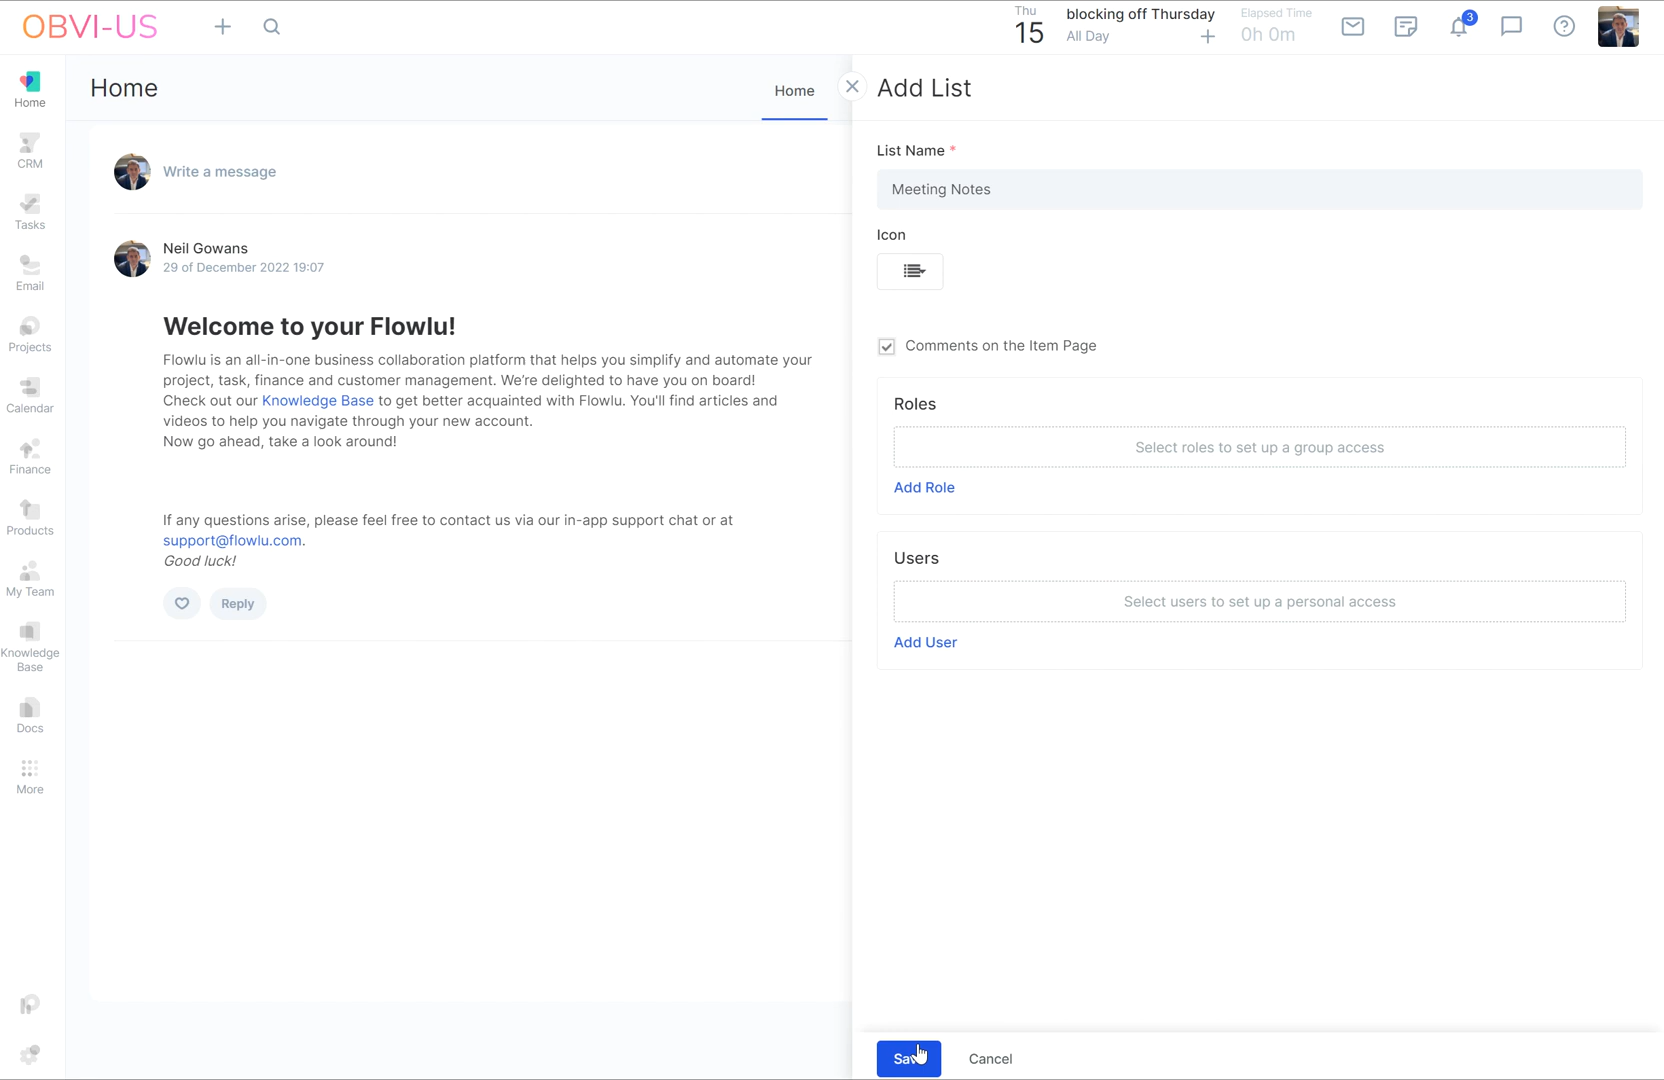 OBVI-US
Thu
15
blocking off Thursday
All Day
Elapsed Time
0h 0m
3
Home
CRM
Tasks
Email
Projects
Calendar
Finance
Products
My Team
Knowledge
Base
Docs
More
Home
Home
Write a message
Neil Gowans
29 of December 2022 19:07
Welcome to your Flowlu!
Flowlu is an all-in-one business collaboration platform that helps you simplify and automate your
project, task, finance and customer management. We're delighted to have you on board!
Check out our Knowledge Base to get better acquainted with Flowlu. You'll find articles and
videos to help you navigate through your new account.
Now go ahead, take a look around!
If any questions arise, please feel free to contact us via our in-app support chat or at
support@flowlu.com.
Good luck!
Reply
Add List
List Name *
Meeting Notes
Icon
Comments on the Item Page
Roles
Select roles to set up a group access
Add Role
Users
Select users to set up a personal access
Add User
Cancel